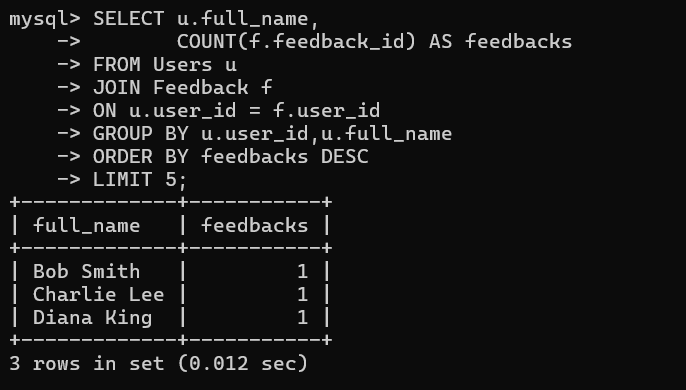 mysql> SELECT u.full_name,
    ->        COUNT(f.feedback_id) AS feedbacks
    -> FROM Users u
    -> JOIN Feedback f
    -> ON u.user_id = f.user_id
    -> GROUP BY u.user_id,u.full_name
    -> ORDER BY feedbacks DESC
    -> LIMIT 5;
+-------------+-----------+
| full_name   | feedbacks |
+-------------+-----------+
| Bob Smith   |         1 |
| Charlie Lee |         1 |
| Diana King  |         1 |
+-------------+-----------+
3 rows in set (0.012 sec)